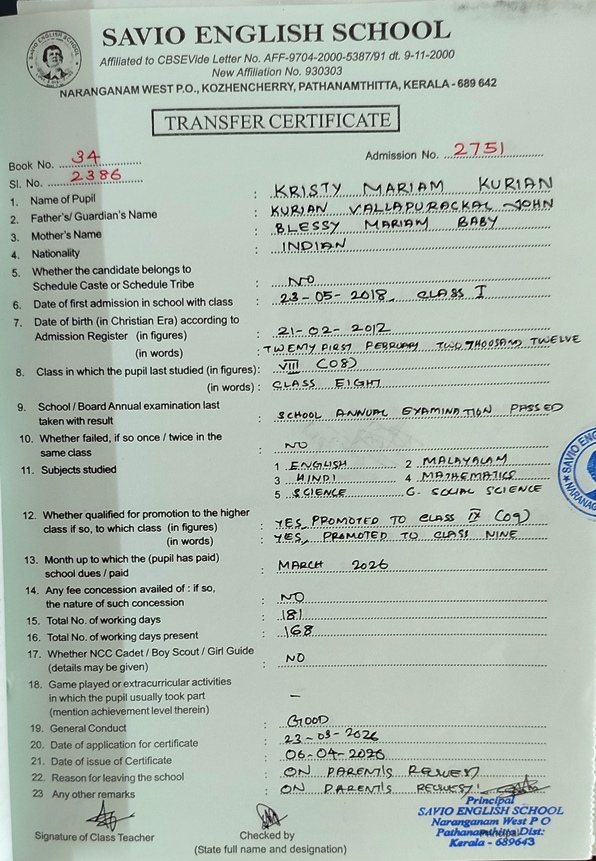 SAVIO ENGLISH SCHOOL
Affiliated to CBSEVide Letter No. AFF-9704-2000-5387/91 dt. 9-11-2000
New Affiliation No. 930303
NARANGANAM WEST P.O., KOZHENCHERRY, PATHANAMTHITTA, KERALA - 689 642
TRANSFER CERTIFICATE
Book No. 34
Admission No. 2751
Sl. No. 2386
1. Name of Pupil : KRISTY MARIAM KURIAN
2. Father's/ Guardian's Name : KURIAN VALLAPURACKAL JOHN
3. Mother's Name : BLESSY MARIAM BABY
4. Nationality : INDIAN
5. Whether the candidate belongs to
Schedule Caste or Schedule Tribe : NO
6. Date of first admission in school with class : 23-05-2018, CLASS I
7. Date of birth (in Christian Era) according to
Admission Register (in figures) : 21-02-2012
(in words) : TWEMY FIRST FEBRUARY TWO THOUSAND TWELVE
8. Class in which the pupil last studied (in figures) : VIII (08)
(in words) : CLASS EIGHT
9. School / Board Annual examination last
taken with result : SCHOOL ANNUAL EXAMINATION PASSED
10. Whether failed, if so once / twice in the
same class : NO
11. Subjects studied : 1 ENGLISH 2 MALAYALAM
3 HINDI 4 MATHEMATICS
5 SCIENCE 6. SOCIAL SCIENCE
12. Whether qualified for promotion to the higher
class if so, to which class (in figures) : YES, PROMOTED TO CLASS IX (09)
(in words) : YES, PROMOTED TO CLASS NINE
13. Month up to which the (pupil has paid)
school dues / paid : MARCH 2026
14. Any fee concession availed of : if so,
the nature of such concession : NO
15. Total No. of working days : 181
16. Total No. of working days present : 168
17. Whether NCC Cadet / Boy Scout / Girl Guide
(details may be given) : NO
18. Game played or extracurricular activities
in which the pupil usually took part : –
(mention achievement level therein)
19. General Conduct : GOOD
20. Date of application for certificate : 23-03-2026
21. Date of issue of Certificate : 06-04-2026
22. Reason for leaving the school : ON PARENT'S REQUEST
23 Any other remarks : ON PARENT'S REQUEST
Principal
SAVIO ENGLISH SCHOOL
Naranganam West P O
Pathanamthitta Dist:
Kerala - 689643
Signature of Class Teacher
Checked by
(State full name and designation)